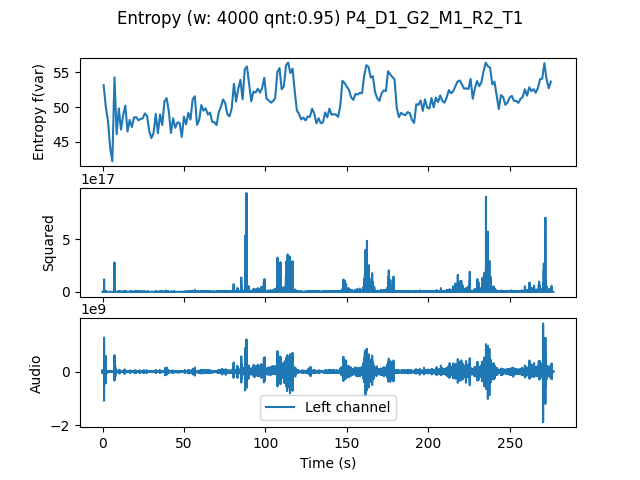 Entropy (w: 4000 qnt:0.95) P4_D1_G2_M1_R2_T1
55
50
45
Entropy f(var)
1e17
5
0
Squared
1e9
0
−2
Audio
Left channel
0 50 100 150 200 250
Time (s)